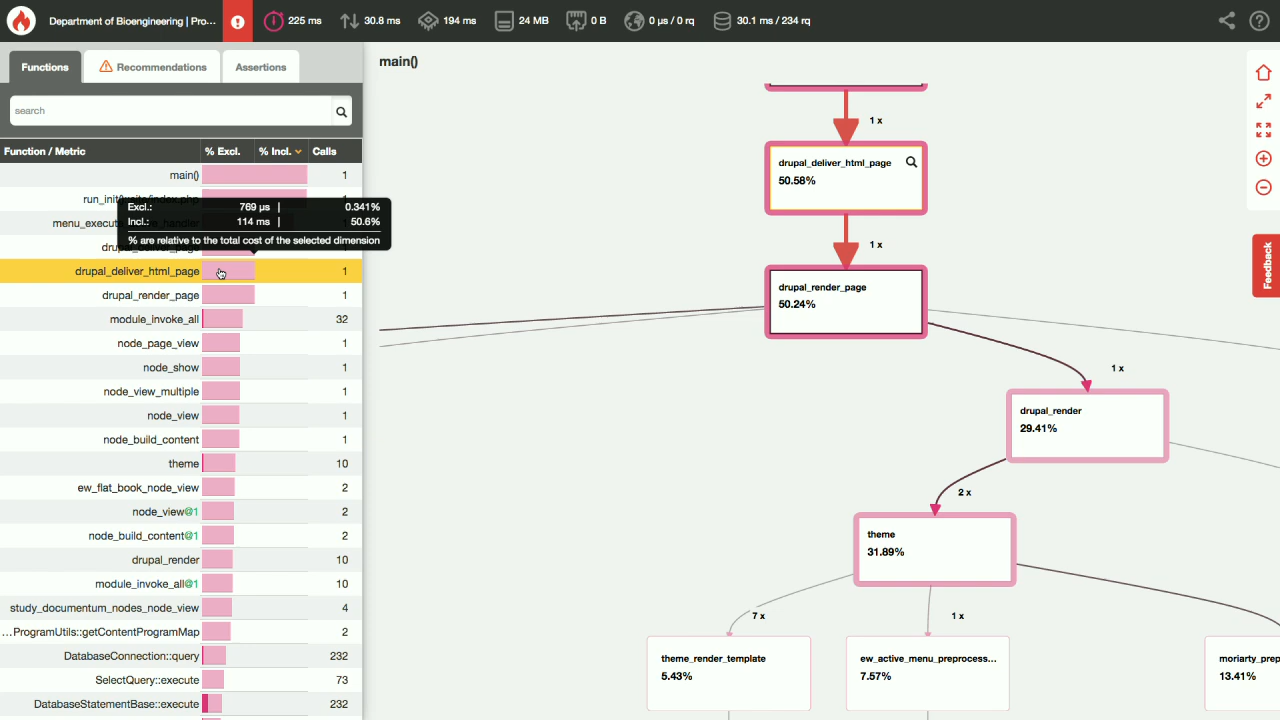 Department of Bioengineering | Pro...
225 ms
30.8 ms
194 ms
24 MB
0 B
0 µs / 0 rq
30.1 ms / 234 rq
Functions
Recommendations
Assertions
search
Function / Metric
% Excl.
% Incl.
Calls
main() 1
run_init
menu_execute
Excl.: 769 µs | 0.341%
Incl.: 114 ms | 50.6%
% are relative to the total cost of the selected dimension
drupal_deliver_html_page 1
drupal_render_page 1
module_invoke_all 32
node_page_view 1
node_show 1
node_view_multiple 1
node_view 1
node_build_content 1
theme 10
ew_flat_book_node_view 2
node_view@1 2
node_build_content@1 2
drupal_render 10
module_invoke_all@1 10
study_documentum_nodes_node_view 4
...ProgramUtils::getContentProgramMap 2
DatabaseConnection::query 232
SelectQuery::execute 73
DatabaseStatementBase::execute 232
main()
1 x
drupal_deliver_html_page
50.58%
1 x
drupal_render_page
50.24%
1 x
drupal_render
29.41%
2 x
theme
31.89%
7 x
1 x
theme_render_template
5.43%
ew_active_menu_preprocess...
7.57%
moriarty_prep
13.41%
Feedback